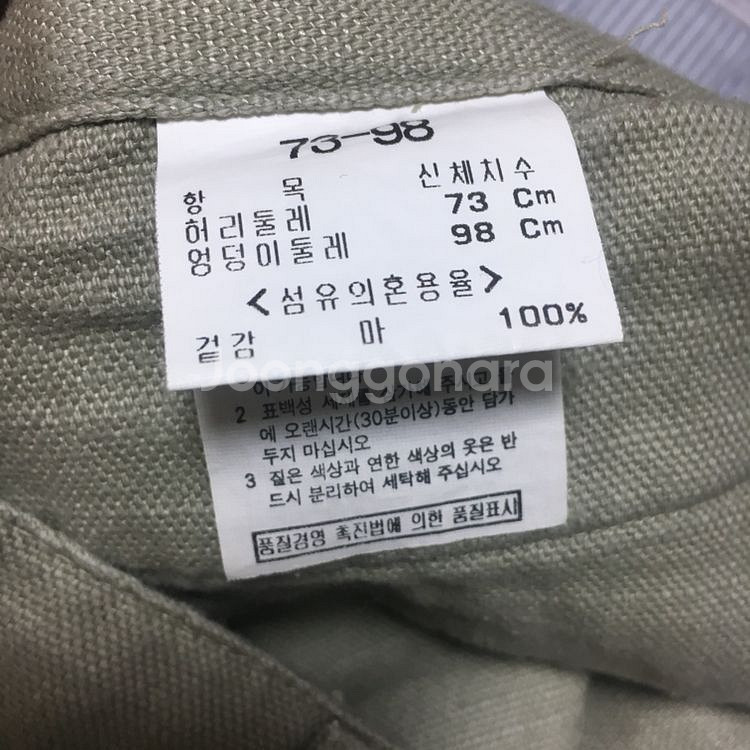 73-98
항 목 신체치수
허리둘레 73 Cm
엉덩이둘레 98 Cm
<섬유의혼용율>
겉감 마 100%
Joonggonara
2 표백성
에 오랜시간(30분이상)동안 담가
두지 마십시오
3 짙은 색상과 연한 색상의 옷은 반
드시 분리하여 세탁해 주십시오
품질경영 촉진법에 의한 품질표시